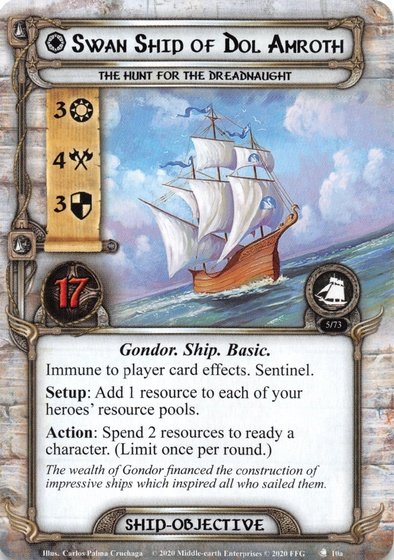 SWAN SHIP OF DOL AMROTH
THE HUNT FOR THE DREADNAUGHT
3
4
3
17
5/73
Gondor. Ship. Basic.
Immune to player card effects. Sentinel.
Setup: Add 1 resource to each of your
heroes' resource pools.
Action: Spend 2 resources to ready a
character. (Limit once per round.)
The wealth of Gondor financed the construction of
impressive ships which inspired all who sailed them.
SHIP-OBJECTIVE
Illus. Carlos Palma Cruchaga © 2020 Middle-earth Enterprises © 2020 FFG 10a